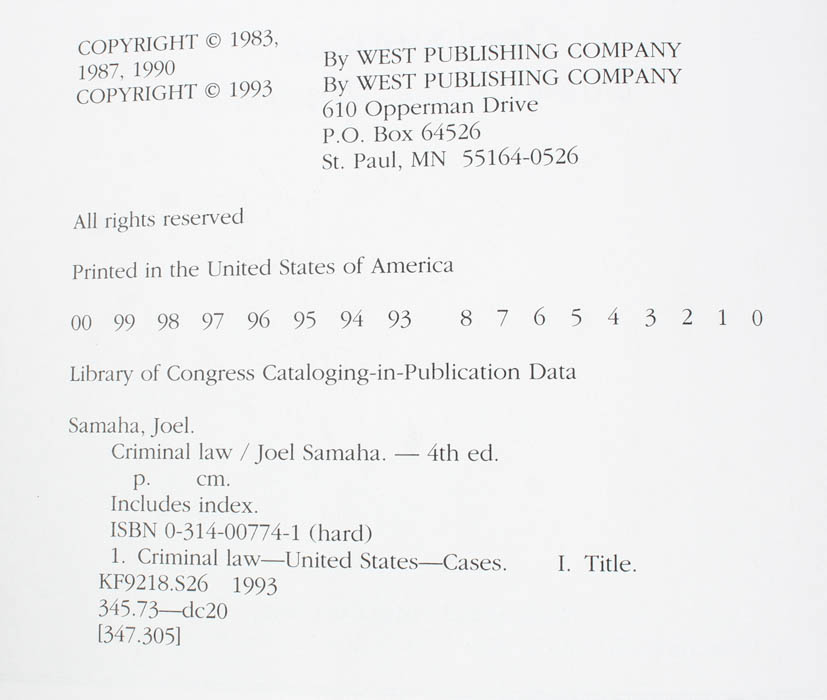 COPYRIGHT © 1983,
1987, 1990
COPYRIGHT © 1993
By WEST PUBLISHING COMPANY
By WEST PUBLISHING COMPANY
610 Opperman Drive
P.O. Box 64526
St. Paul, MN 55164-0526
All rights reserved
Printed in the United States of America
00 99 98 97 96 95 94 93 8 7 6 5 4 3 2 1 0
Library of Congress Cataloging-in-Publication Data
Samaha, Joel.
Criminal law / Joel Samaha. — 4th ed.
p. cm.
Includes index.
ISBN 0-314-00774-1 (hard)
1. Criminal law—United States—Cases. I. Title.
KF9218.S26 1993
345.73—dc20
[347.305]